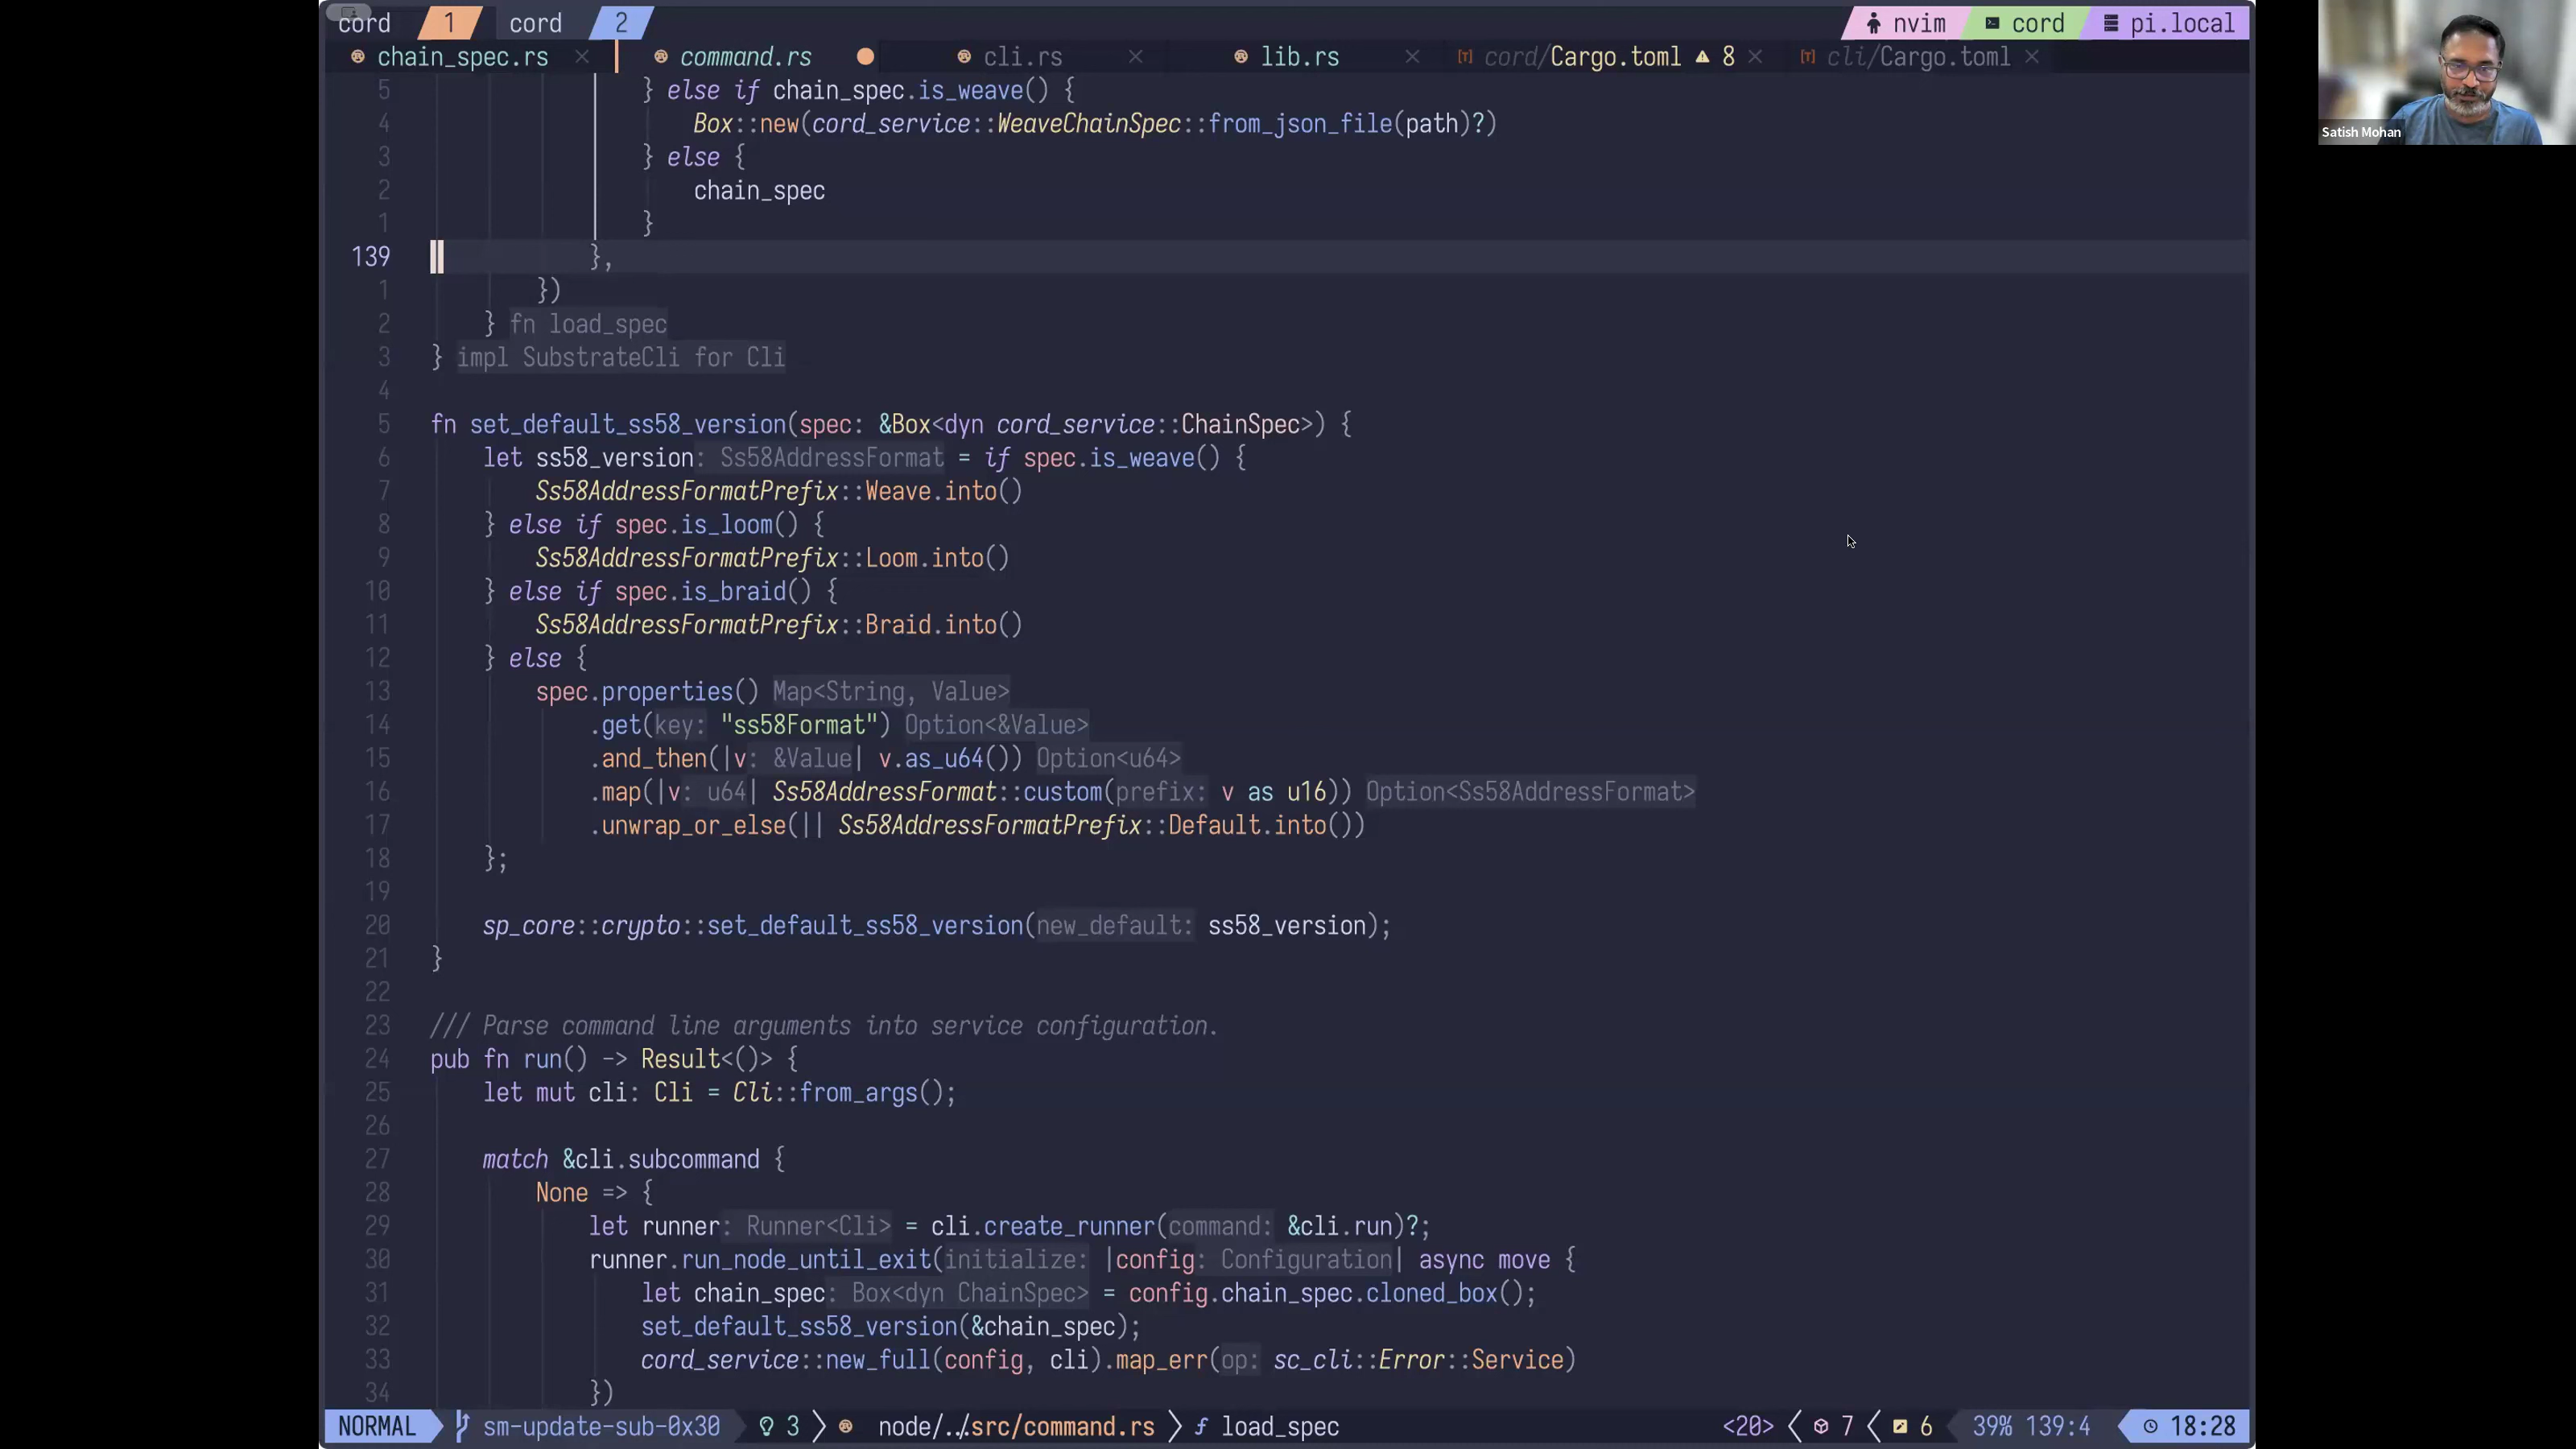 cord 1 cord 2 nvim cord pi.local
chain_spec.rs × command.rs cli.rs × lib.rs × cord/Cargo.toml 8 × cli/Cargo.toml ×
5 } else if chain_spec.is_weave() {
4 Box::new(cord_service::WeaveChainSpec::from_json_file(path)?)
3 } else {
2 chain_spec
1 }
139 },
1 })
2 } fn load_spec
3 } impl SubstrateCli for Cli
4
5 fn set_default_ss58_version(spec: &Box<dyn cord_service::ChainSpec>) {
6 let ss58_version: Ss58AddressFormat = if spec.is_weave() {
7 Ss58AddressFormatPrefix::Weave.into()
8 } else if spec.is_loom() {
9 Ss58AddressFormatPrefix::Loom.into()
10 } else if spec.is_braid() {
11 Ss58AddressFormatPrefix::Braid.into()
12 } else {
13 spec.properties() Map<String, Value>
14 .get(key: "ss58Format") Option<&Value>
15 .and_then(|v: &Value| v.as_u64()) Option<u64>
16 .map(|v: u64| Ss58AddressFormat::custom(prefix: v as u16)) Option<Ss58AddressFormat>
17 .unwrap_or_else(|| Ss58AddressFormatPrefix::Default.into())
18 };
19
20 sp_core::crypto::set_default_ss58_version(new_default: ss58_version);
21 }
22
23 /// Parse command line arguments into service configuration.
24 pub fn run() -> Result<()> {
25 let mut cli: Cli = Cli::from_args();
26
27 match &cli.subcommand {
28 None => {
29 let runner: Runner<Cli> = cli.create_runner(command: &cli.run)?;
30 runner.run_node_until_exit(initialize: |config: Configuration| async move {
31 let chain_spec: Box<dyn ChainSpec> = config.chain_spec.cloned_box();
32 set_default_ss58_version(&chain_spec);
33 cord_service::new_full(config, cli).map_err(op: sc_cli::Error::Service)
34 })
NORMAL sm-update-sub-0x30 3 node/../src/command.rs load_spec <20> 7 6 39% 139:4 18:28
Satish Mohan